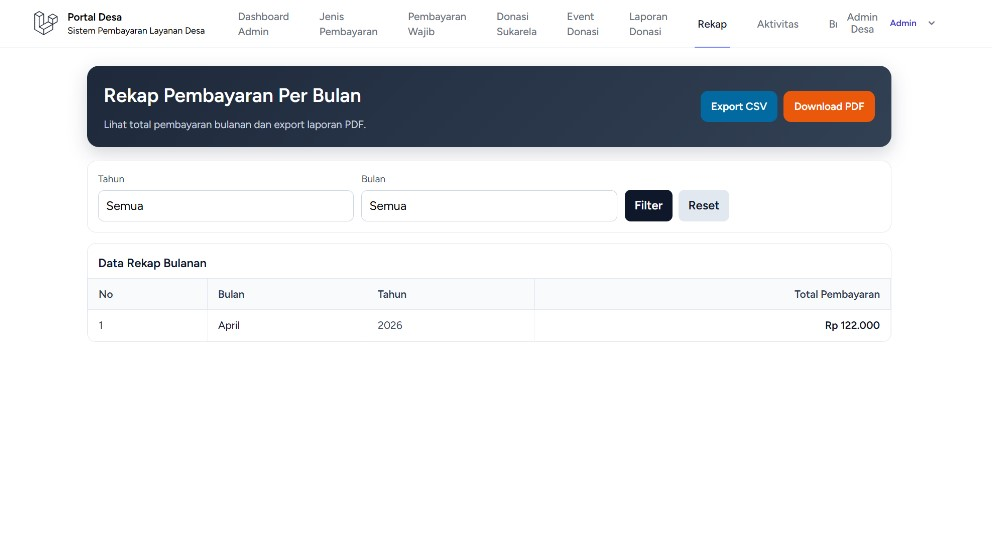 Portal Desa
Sistem Pembayaran Layanan Desa
Dashboard
Admin
Jenis
Pembayaran
Pembayaran
Wajib
Donasi
Sukarela
Event
Donasi
Laporan
Donasi
Rekap
Aktivitas
Admin
Desa
Admin
Rekap Pembayaran Per Bulan
Lihat total pembayaran bulanan dan export laporan PDF.
Export CSV
Download PDF
Tahun
Bulan
Semua
Semua
Filter
Reset
Data Rekap Bulanan
No Bulan Tahun Total Pembayaran
1 April 2026 Rp 122.000